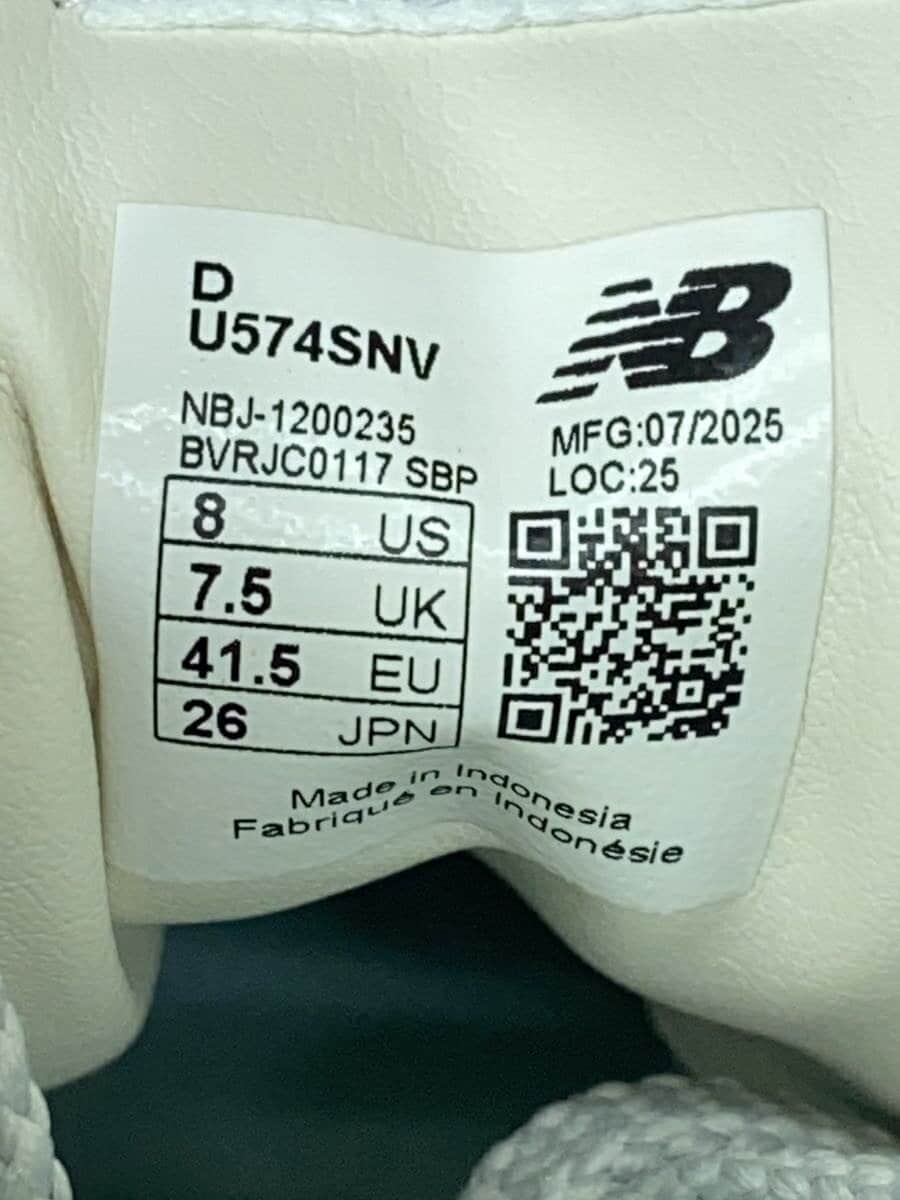 D
U574SNV
NBJ-1200235
BVRJC0117 SBP
8 US
7.5 UK
41.5 EU
26 JPN
NB
MFG:07/2025
LOC:25
Made in Indonesia
Fabriqué en Indonésie